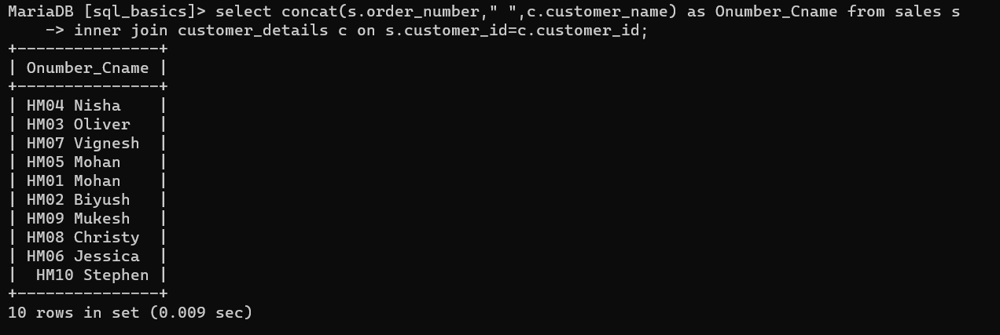 MariaDB [sql_basics]> select concat(s.order_number," ",c.customer_name) as Onumber_Cname from sales s
    -> inner join customer_details c on s.customer_id=c.customer_id;
+---------------+
| Onumber_Cname |
+---------------+
| HM04 Nisha    |
| HM03 Oliver   |
| HM07 Vignesh  |
| HM05 Mohan    |
| HM01 Mohan    |
| HM02 Biyush   |
| HM09 Mukesh   |
| HM08 Christy  |
| HM06 Jessica  |
|  HM10 Stephen |
+---------------+
10 rows in set (0.009 sec)